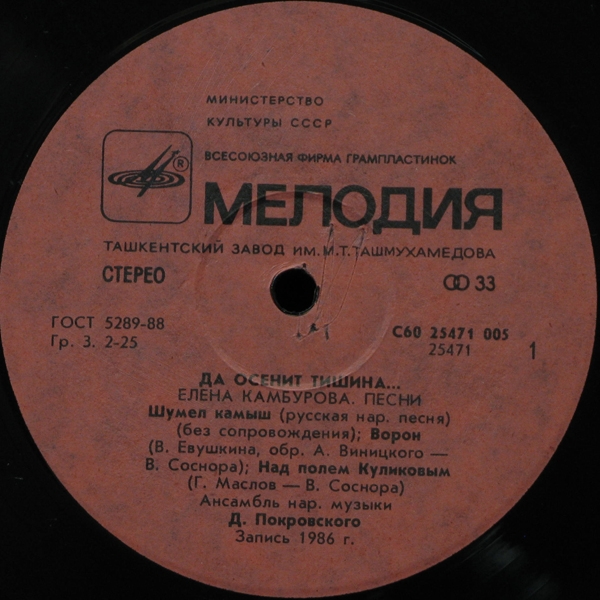 МИНИСТЕРСТВО
КУЛЬТУРЫ СССР
ВСЕСОЮЗНАЯ ФИРМА ГРАМПЛАСТИНОК
®
МЕЛОДИЯ
ТАШКЕНТСКИЙ ЗАВОД ИМ. М.Т. ТАШМУХАМЕДОВА
СТЕРЕО
33
ГОСТ 5289-88
Гр. 3. 2-25
С60 25471 005
25471
1
ДА ОСЕНИТ ТИШИНА...
ЕЛЕНА КАМБУРОВА. ПЕСНИ
Шумел камыш (русская нар. песня)
(без сопровождения); Ворон
(В. Евушкина, обр. А. Виницкого —
В. Соснора); Над полем Куликовым
(Г. Маслов — В. Соснора)
Ансамбль нар. музыки
Д. Покровского
Запись 1986 г.